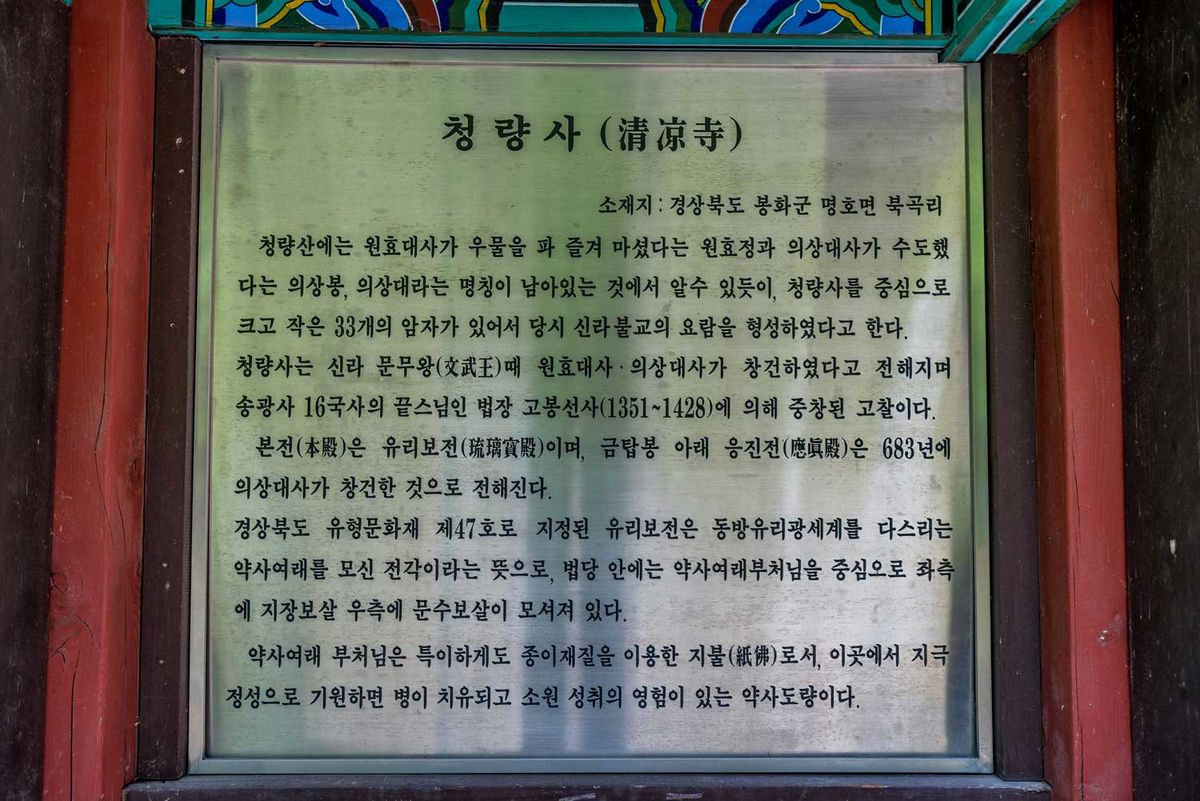 청량사 (清凉寺)
소재지 : 경상북도 봉화군 명호면 북곡리
청량산에는 원효대사가 우물을 파 즐겨 마셨다는 원효정과 의상대사가 수도했
다는 의상봉, 의상대라는 명칭이 남아있는 것에서 알수 있듯이, 청량사를 중심으로
크고 작은 33개의 암자가 있어서 당시 신라불교의 요람을 형성하였다고 한다.
청량사는 신라 문무왕(文武王)때 원효대사·의상대사가 창건하였다고 전해지며
송광사 16국사의 끝스님인 법장 고봉선사(1351~1428)에 의해 중창된 고찰이다.
본전(本殿)은 유리보전(琉璃寶殿)이며, 금탑봉 아래 응진전(應眞殿)은 683년에
의상대사가 창건한 것으로 전해진다.
경상북도 유형문화재 제47호로 지정된 유리보전은 동방유리광세계를 다스리는
약사여래를 모신 전각이라는 뜻으로, 법당 안에는 약사여래부처님을 중심오로 좌측
에 지장보살 우측에 문수보살이 모셔져 있다.
약사여래 부처님은 특이하게도 종이재질을 이용한 지불(紙佛)로서, 이곳에서 지극
정성으로 기원하면 병이 치유되고 소원 성취의 영험이 있는 약사도량이다.